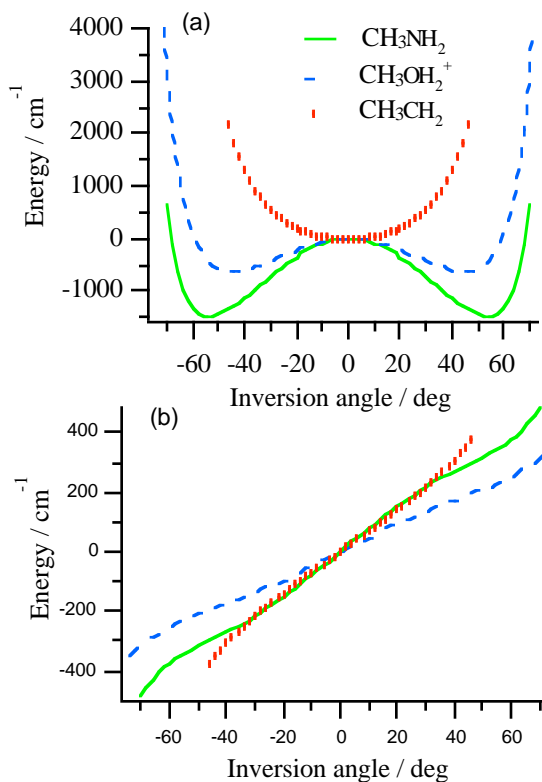 (a)
CH3NH2
CH3OH2+
CH3CH2
Energy / cm-1
4000
3000
2000
1000
0
-1000
-60 -40 -20 0 20 40 60
Inversion angle / deg
(b)
Energy / cm-1
400
200
0
-200
-400
-60 -40 -20 0 20 40 60
Inversion angle / deg